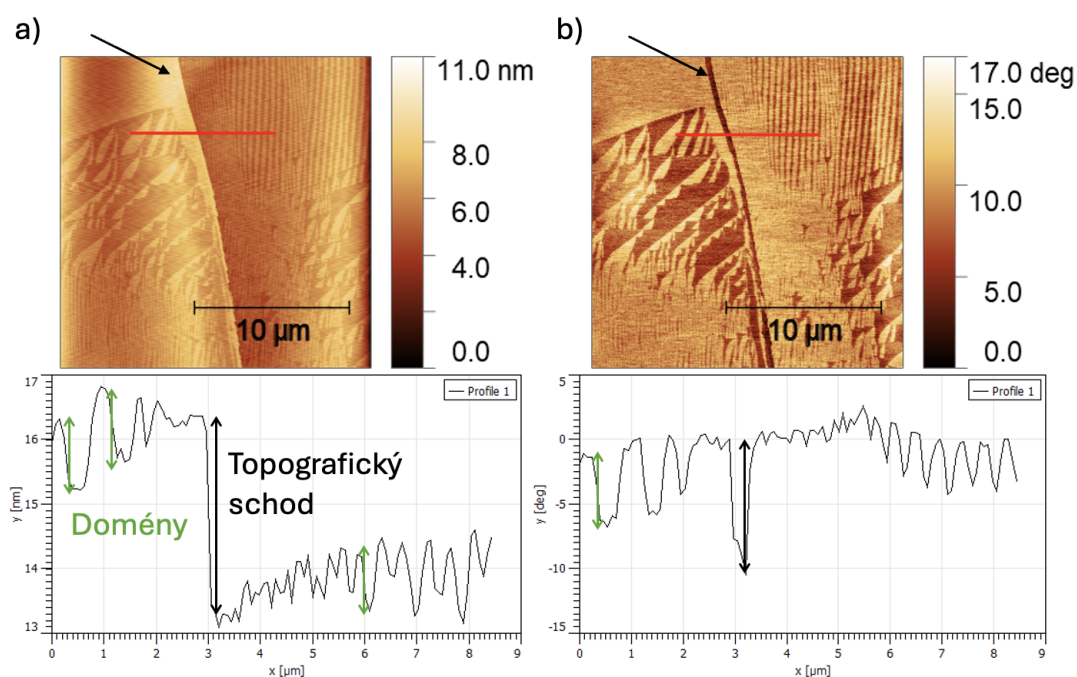 a)
11.0 nm
8.0
6.0
4.0
0.0
10 µm
b)
17.0 deg
15.0
10.0
5.0
0.0
10 µm
17
16
15
14
13
y [nm]
Profile 1
Topografický
schod
Domény
0 1 2 3 4 5 6 7 8 9
x [µm]
5
0
-5
-10
-15
y [deg]
Profile 1
0 1 2 3 4 5 6 7 8 9
x [µm]